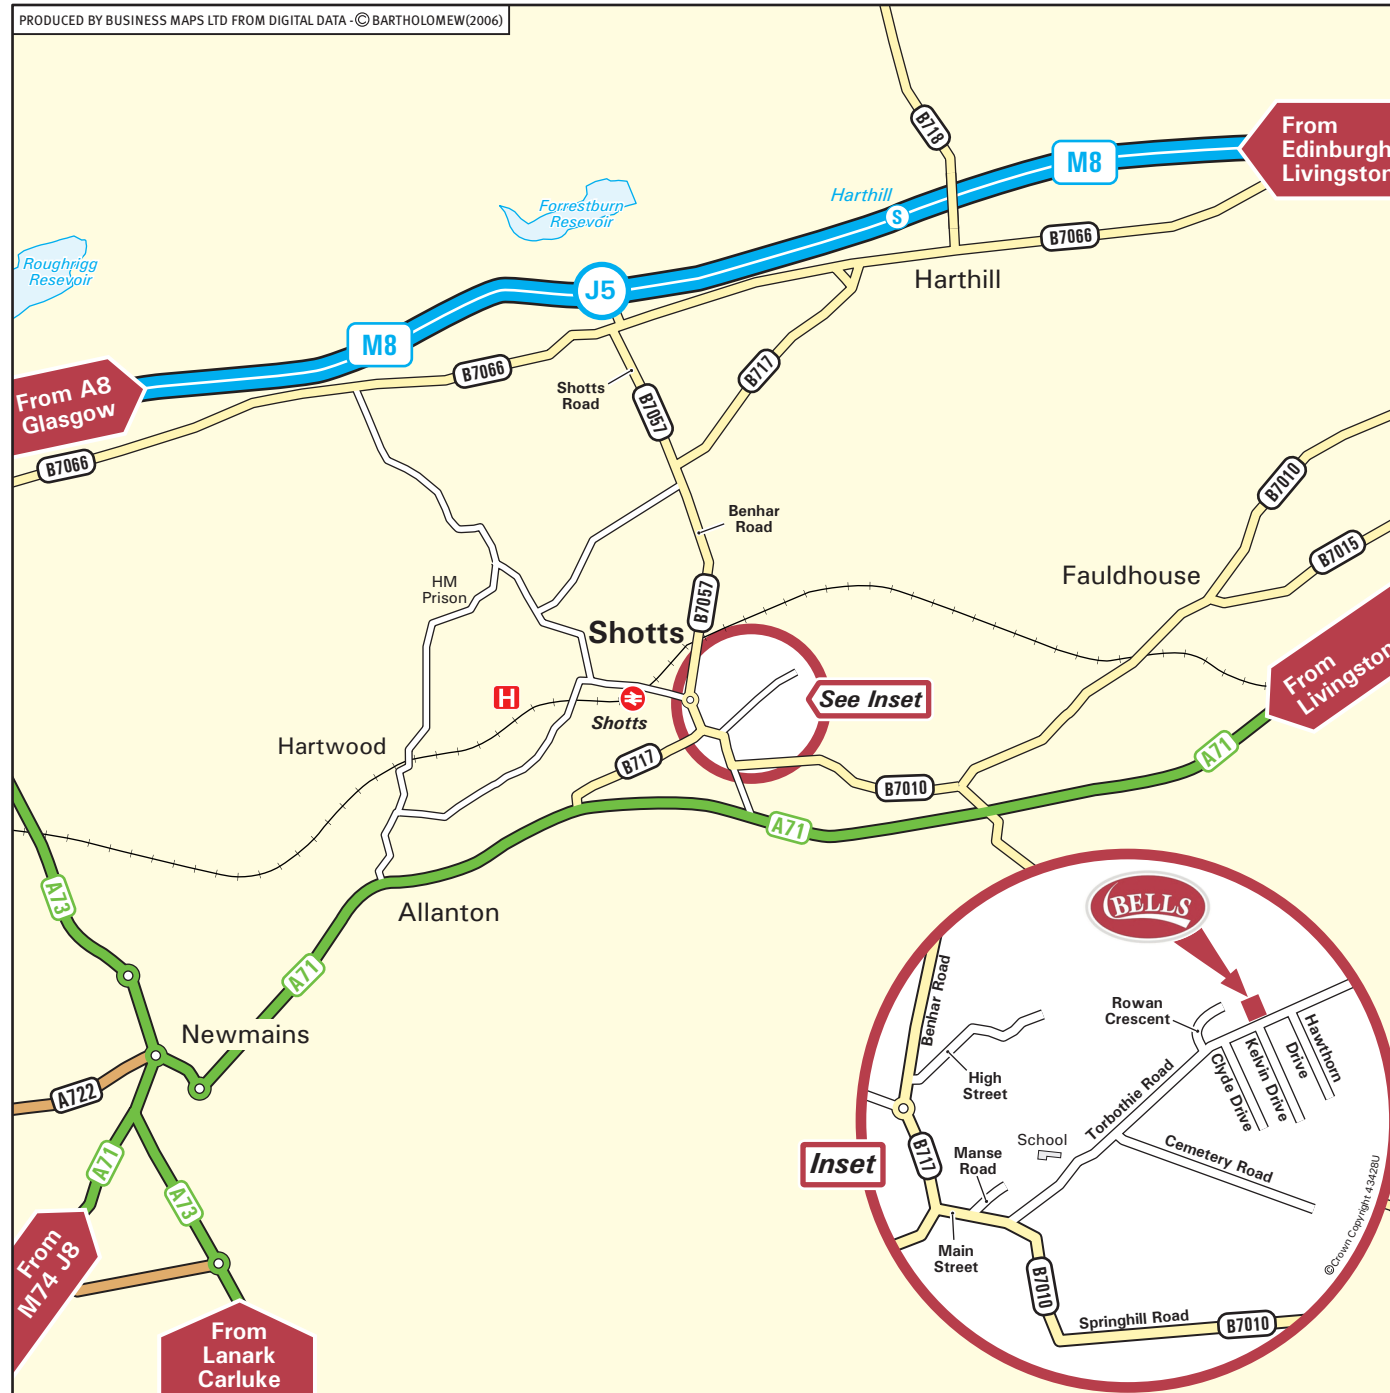 PRODUCED BY BUSINESS MAPS LTD FROM DIGITAL DATA - © BARTHOLOMEW(2006)
B718
From
Edinburgh
Livingston
M8
Harthill
S
Forrestburn
Resevoir
B7066
Roughrigg
Resevoir
Harthill
J5
M8
From A8
Glasgow
B7066
Shotts
Road
B717
B7057
B7066
B7010
Benhar
Road
B7015
Fauldhouse
HM
Prison
B7057
Shotts
From
Livingston
H
See Inset
Shotts
Hartwood
B717
A71
B7010
A71
A73
Allanton
BELLS
A71
Benhar Road
Rowan
Crescent
Hawthorn
Drive
Newmains
Kelvin Drive
Clyde Drive
High
Street
A722
Torbothie Road
School
Cemetery Road
B717
Manse
Road
Inset
A71
A73
Main
Street
From
M74 J8
B7010
©Crown Copyright 43428U
Springhill Road
B7010
From
Lanark
Carluke